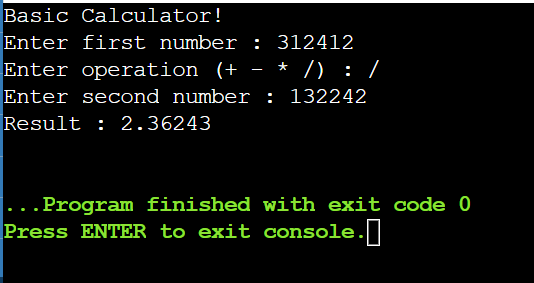 Basic Calculator!
Enter first number : 312412
Enter operation (+ - * /) : /
Enter second number : 132242
Result : 2.36243
...Program finished with exit code 0
Press ENTER to exit console.